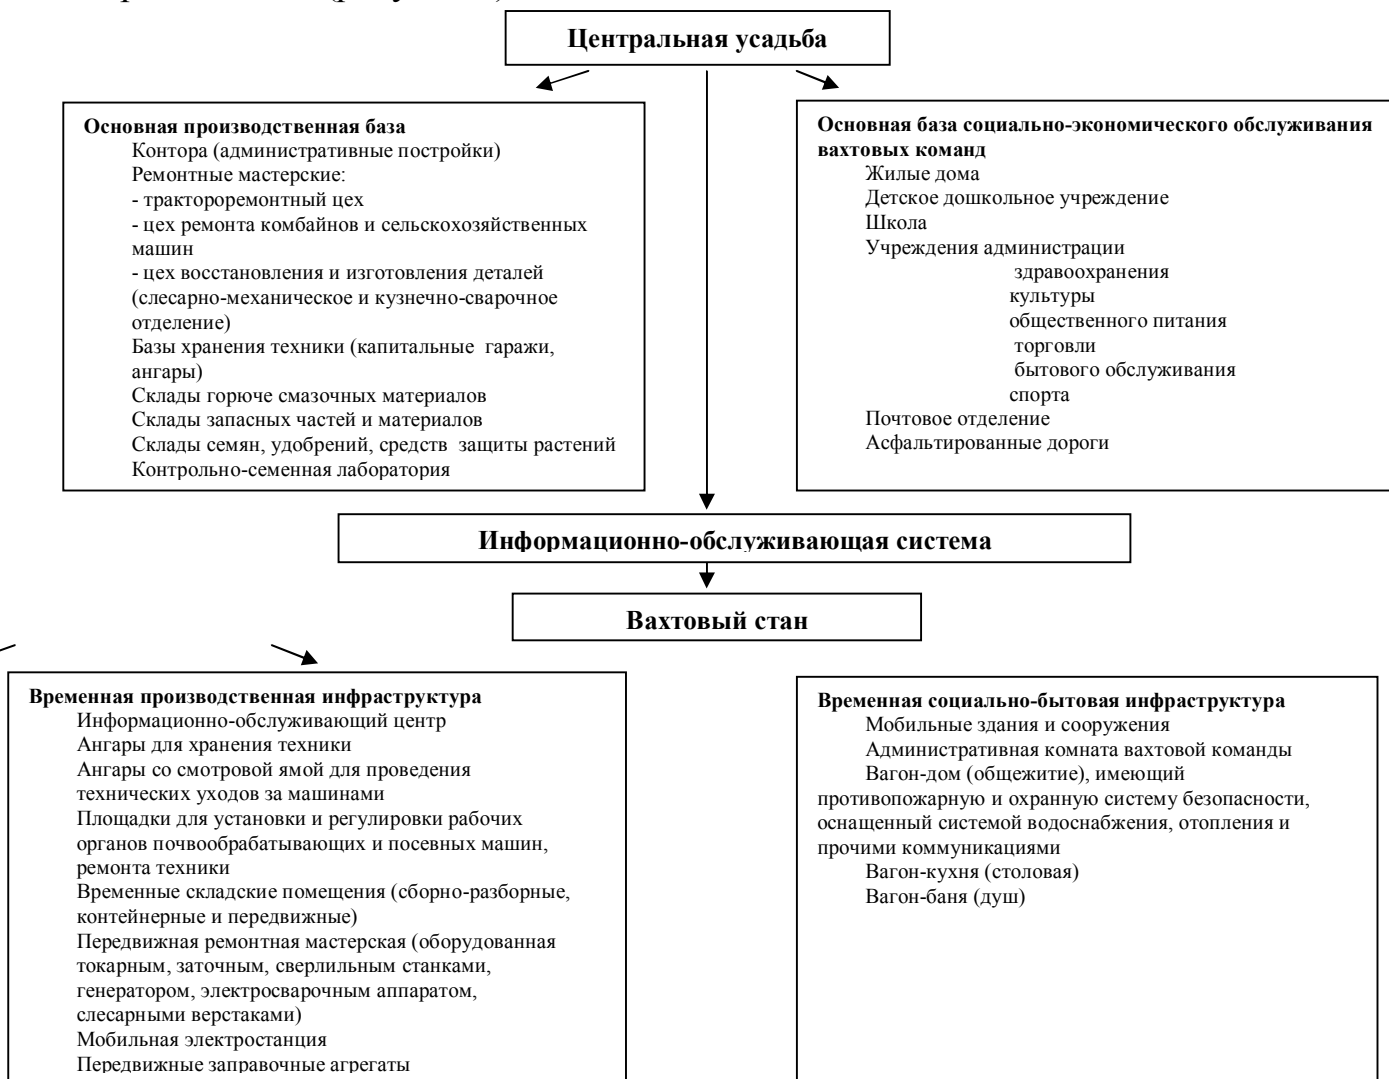 Центральная усадьба
Основная производственная база
Контора (административные постройки)
Ремонтные мастерские:
- трактороремонтный цех
- цех ремонта комбайнов и сельскохозяйственных
машин
- цех восстановления и изготовления деталей
(слесарно-механическое и кузнечно-сварочное
отделение)
Базы хранения техники (капитальные гаражи,
ангары)
Склады горюче смазочных материалов
Склады запасных частей и материалов
Склады семян, удобрений, средств защиты растений
Контрольно-семенная лаборатория
Основная база социально-экономического обслуживания
вахтовых команд
Жилые дома
Детское дошкольное учреждение
Школа
Учреждения администрации
здравоохранения
культуры
общественного питания
торговли
бытового обслуживания
спорта
Почтовое отделение
Асфальтированные дороги
Информационно-обслуживающая система
Вахтовый стан
Временная производственная инфраструктура
Информационно-обслуживающий центр
Ангары для хранения техники
Ангары со смотровой ямой для проведения
технических уходов за машинами
Площадки для установки и регулировки рабочих
органов почвообрабатывающих и посевных машин,
ремонта техники
Временные складские помещения (сборно-разборные,
контейнерные и передвижные)
Передвижная ремонтная мастерская (оборудованная
токарным, заточным, сверлильным станками,
генератором, электросварочным аппаратом,
слесарными верстаками)
Мобильная электростанция
Передвижные заправочные агрегаты
Временная социально-бытовая инфраструктура
Мобильные здания и сооружения
Административная комната вахтовой команды
Вагон-дом (общежитие), имеющий
противопожарную и охранную систему безопасности,
оснащенный системой водоснабжения, отопления и
прочими коммуникациями
Вагон-кухня (столовая)
Вагон-баня (душ)